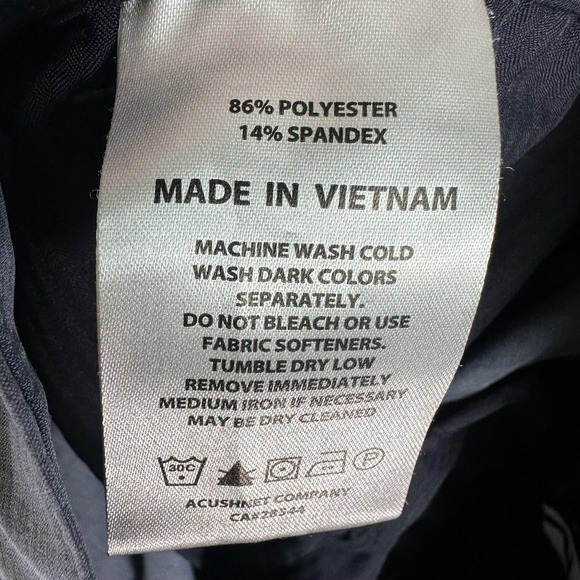 86% POLYESTER
14% SPANDEX
MADE IN VIETNAM
MACHINE WASH COLD
WASH DARK COLORS
SEPARATELY.
DO NOT BLEACH OR USE
FABRIC SOFTENERS.
TUMBLE DRY LOW
REMOVE IMMEDIATELY
MEDIUM IRON IF NECESSARY
MAY BE DRY CLEANED
30C P
ACUSHNET COMPANY
CA#28544